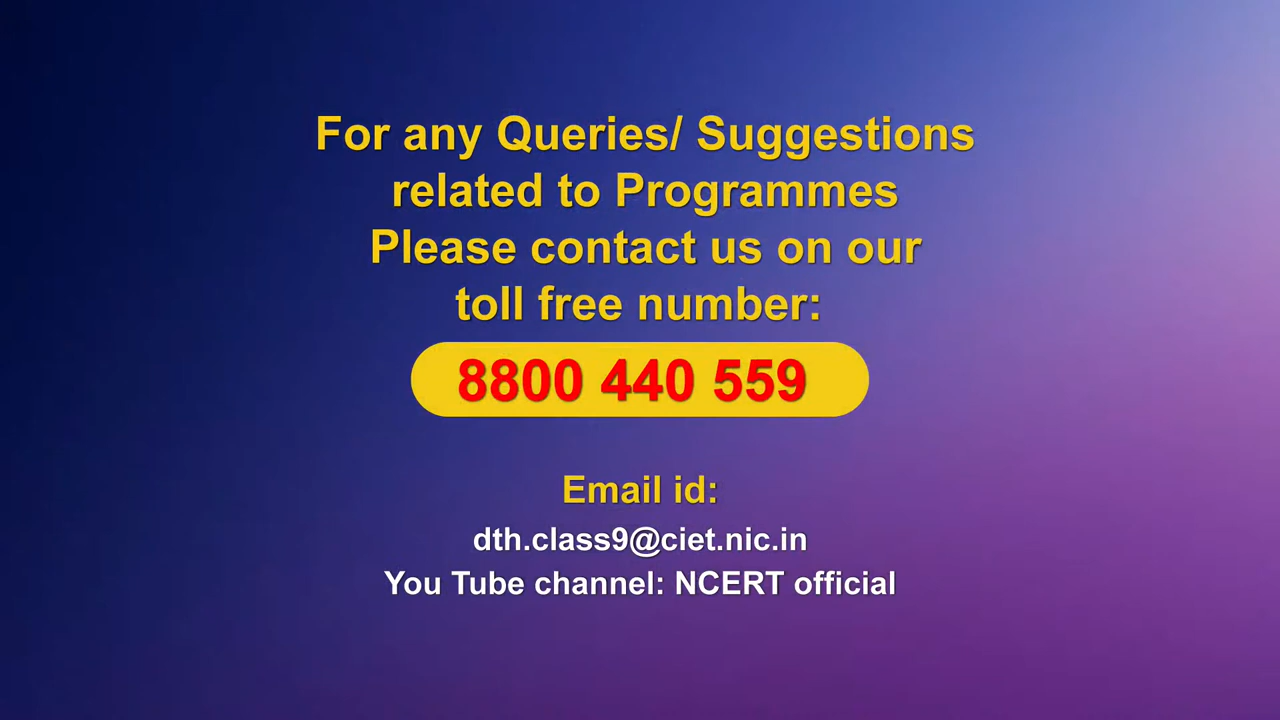 For any Queries/ Suggestions
related to Programmes
Please contact us on our
toll free number:
8800 440 559
Email id:
dth.class9@ciet.nic.in
You Tube channel: NCERT official